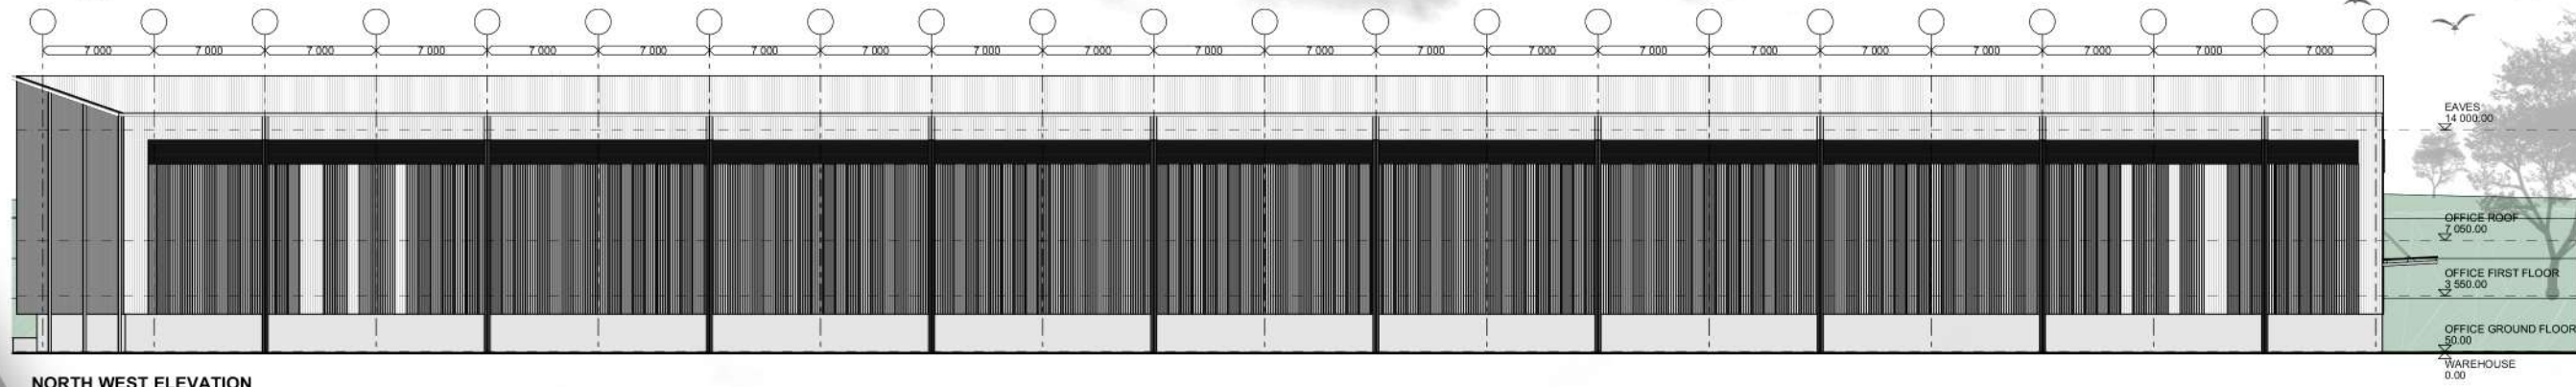 7 000 7 000 7 000 7 000 7 000 7 000 7 000 7 000 7 000 7 000 7 000 7 000 7 000 7 000 7 000 7 000 7 000 7 000 7 000 7 000 7 000
EAVES
14 000.00
OFFICE ROOF
7 050.00
OFFICE FIRST FLOOR
3 550.00
OFFICE GROUND FLOOR
50.00
WAREHOUSE
0.00
NORTH WEST ELEVATION